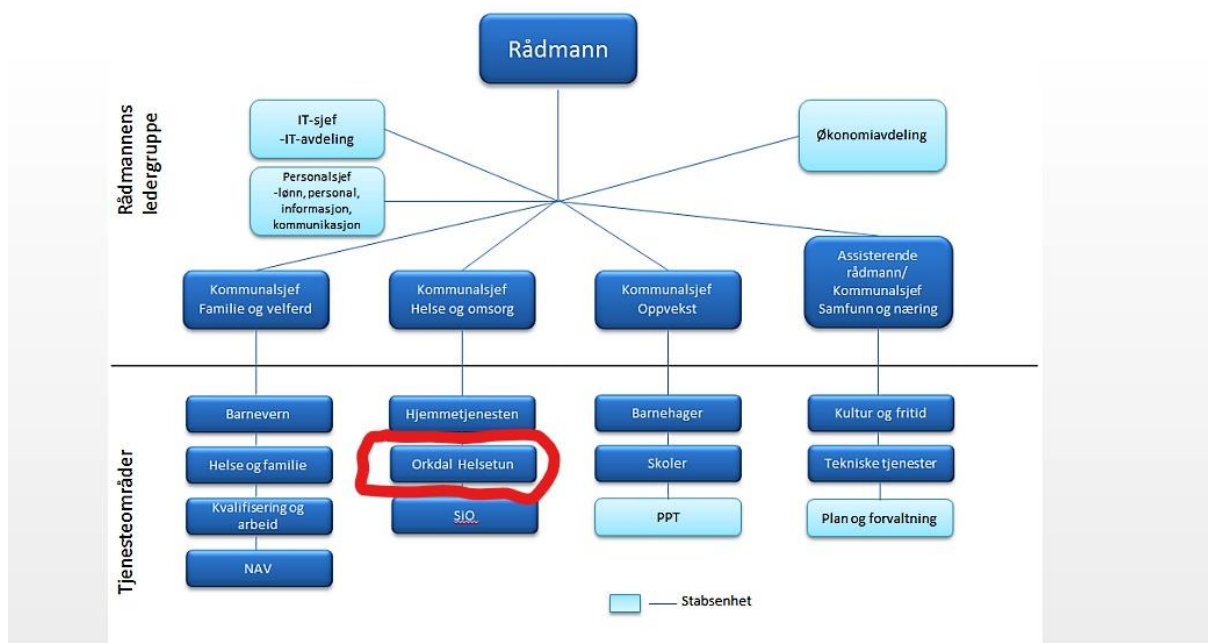 Rådmann
Rådmannens
ledergruppe
IT-sjef
-IT-avdeling
Økonomiavdeling
Personalsjef
-lønn, personal,
informasjon,
kommunikasjon
Kommunalsjef
Familie og velferd
Kommunalsjef
Helse og omsorg
Kommunalsjef
Oppvekst
Assisterende
rådmann/
Kommunalsjef
Samfunn og næring
Tjenesteområder
Barnevern
Hjemmetjenesten
Barnehager
Kultur og fritid
Helse og familie
Orkdal Helsetun
Skoler
Tekniske tjenester
Kvalifisering og
arbeid
SIO
PPT
Plan og forvaltning
NAV
Stabsenhet